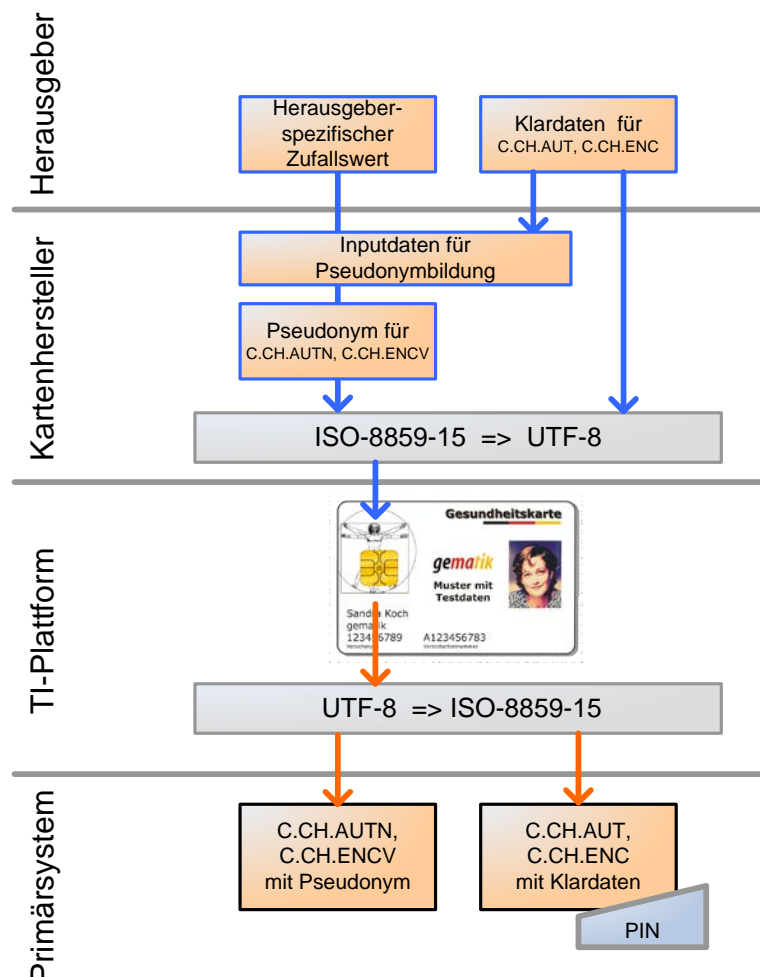 Herausgeber
Herausgeber-
spezifischer
Zufallswert
Klardaten für
C.CH.AUT, C.CH.ENC
Kartenhersteller
Inputdaten für
Pseudonymbildung
Pseudonym für
C.CH.AUTN, C.CH.ENCV
ISO-8859-15 => UTF-8
TI-Plattform
Gesundheitskarte
gematik
Muster mit
Testdaten
Sandra Koch
gematik
123456789 A123456783
Versichertennummer
UTF-8 => ISO-8859-15
Primärsystem
C.CH.AUTN,
C.CH.ENCV
mit Pseudonym
C.CH.AUT,
C.CH.ENC
mit Klardaten
PIN